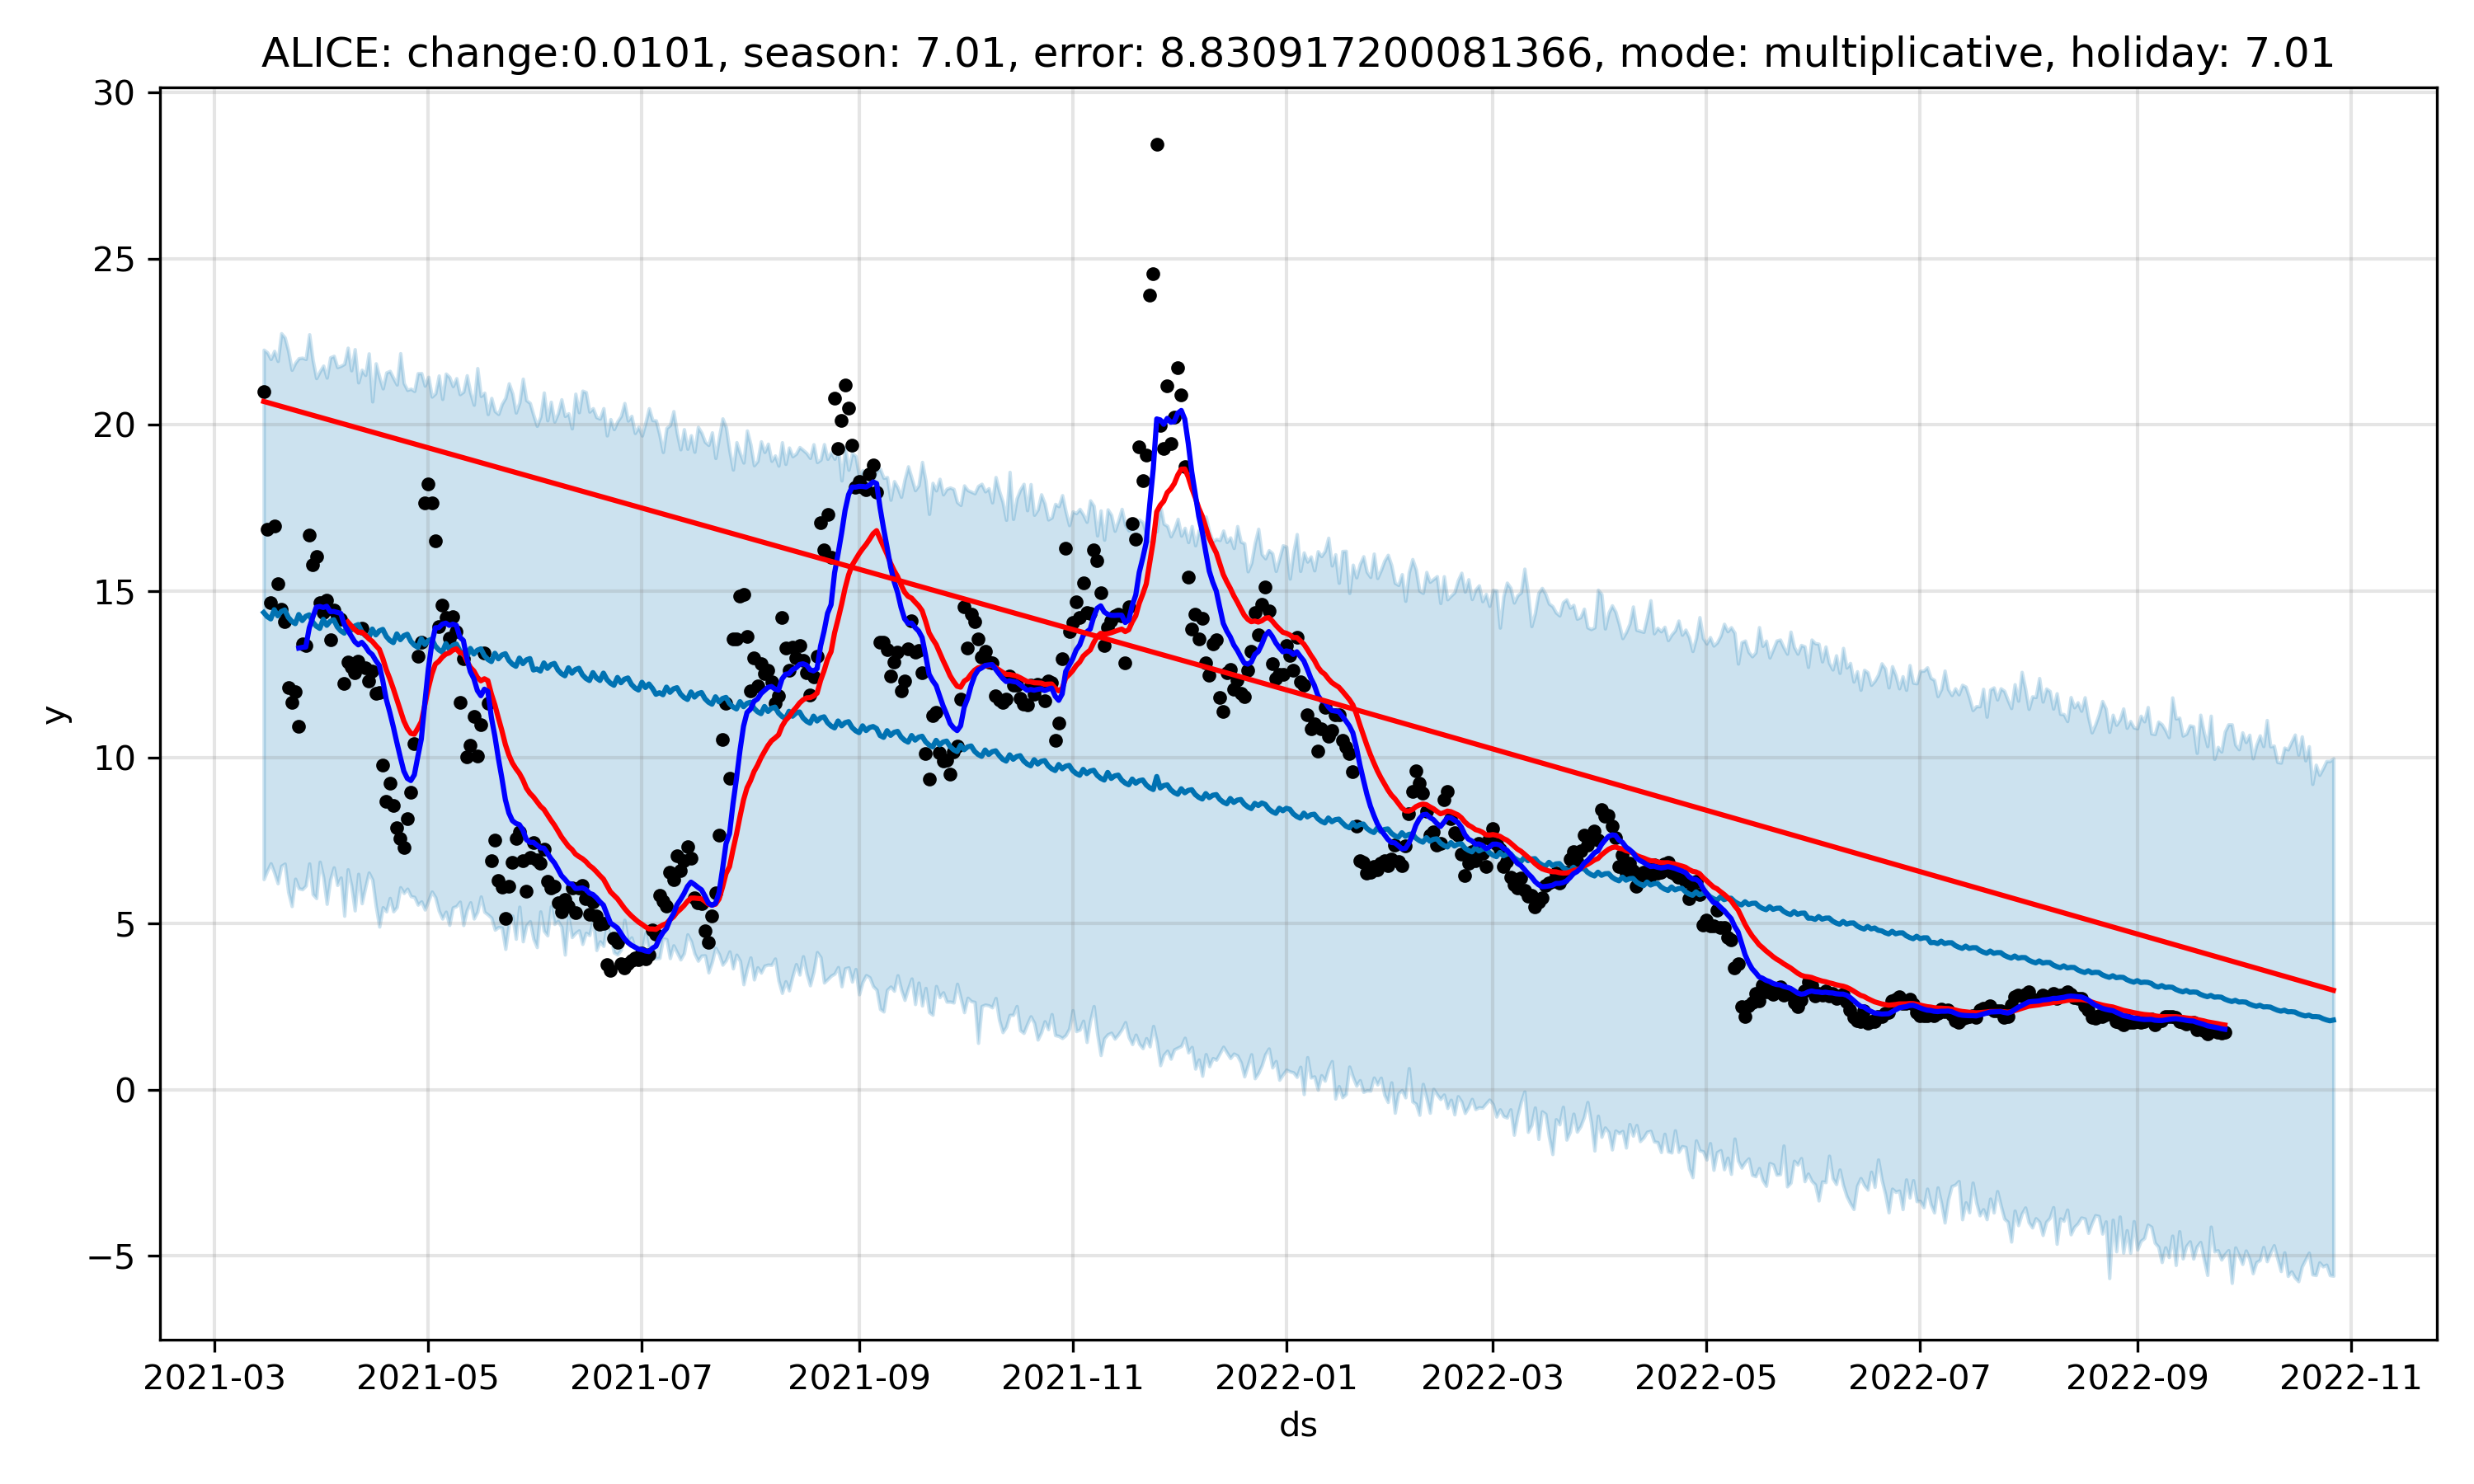 ALICE: change:0.0101, season: 7.01, error: 8.830917200081366, mode: multiplicative, holiday: 7.01
30
25
20
15
10
5
0
−5
y
2021-03 2021-05 2021-07 2021-09 2021-11 2022-01 2022-03 2022-05 2022-07 2022-09 2022-11
ds